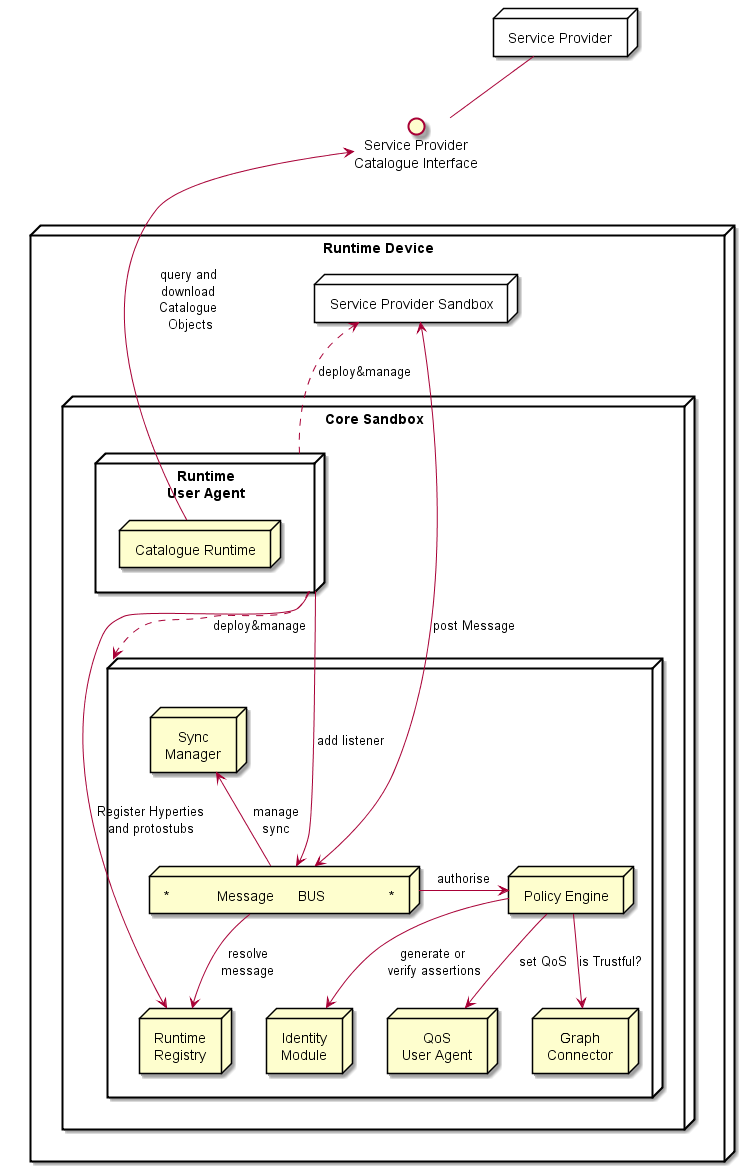 Service Provider
Service Provider
Catalogue Interface
Runtime Device
query and
download
Catalogue
Objects
Service Provider Sandbox
deploy&manage
Core Sandbox
Runtime
User Agent
Catalogue Runtime
deploy&manage
post Message
Sync
Manager
add listener
Register Hyperties
and protostubs
manage
sync
* Message BUS *
authorise
Policy Engine
resolve
message
generate or
verify assertions
set QoS
is Trustful?
Runtime
Registry
Identity
Module
QoS
User Agent
Graph
Connector